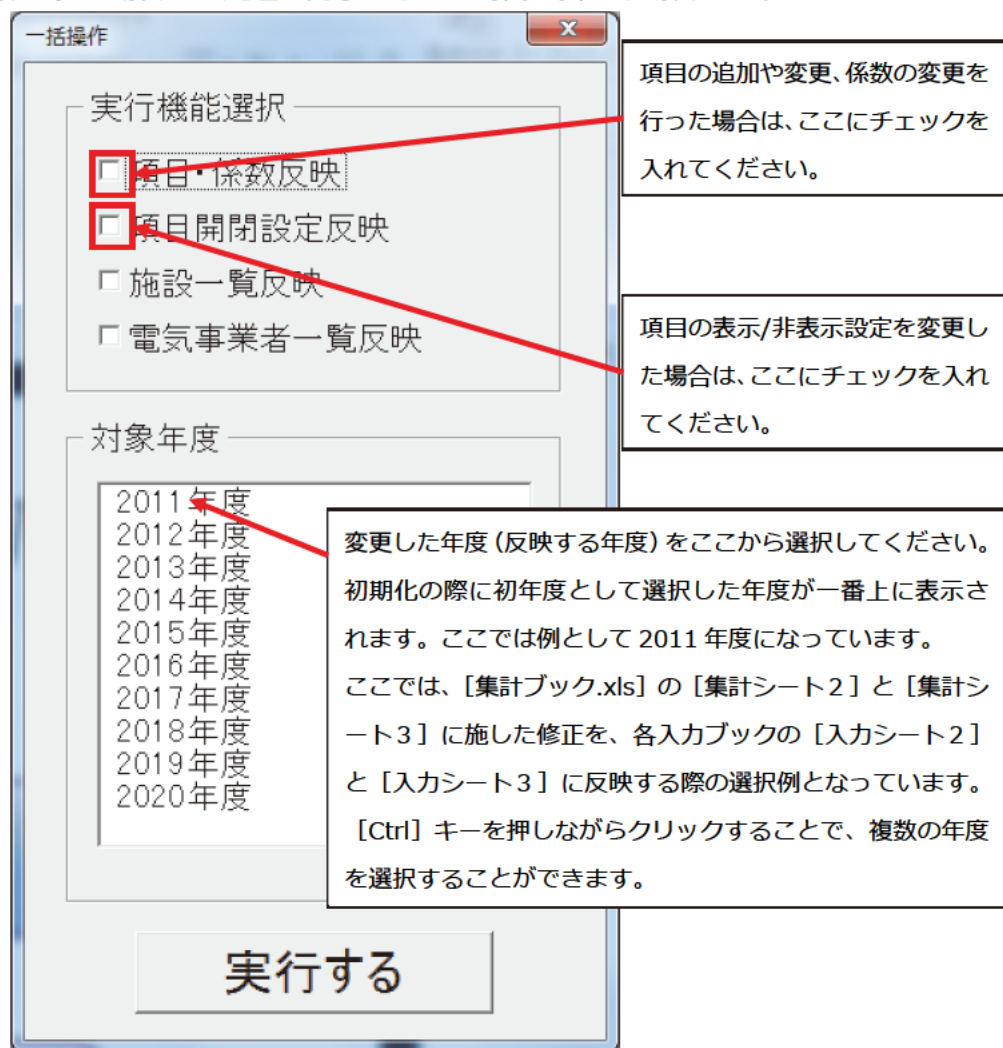 一括操作
実行機能選択
項目・係数反映
項目開閉設定反映
施設一覧反映
電気事業者一覧反映
項目の追加や変更、係数の変更を
行った場合は、ここにチェックを
入れてください。
項目の表示/非表示設定を変更し
た場合は、ここにチェックを入れ
てください。
対象年度
2011年度
2012年度
2013年度
2014年度
2015年度
2016年度
2017年度
2018年度
2019年度
2020年度
変更した年度(反映する年度)をここから選択してください。
初期化の際に初年度として選択した年度が一番上に表示さ
れます。ここでは例として 2011 年度になっています。
ここでは、[集計ブック.xls] の [集計シート2] と [集計シ
ート3] に施した修正を、各入力ブックの [入力シート2]
と [入力シート3] に反映する際の選択例となっています。
[Ctrl] キーを押しながらクリックすることで、複数の年度
を選択することができます。
実行する